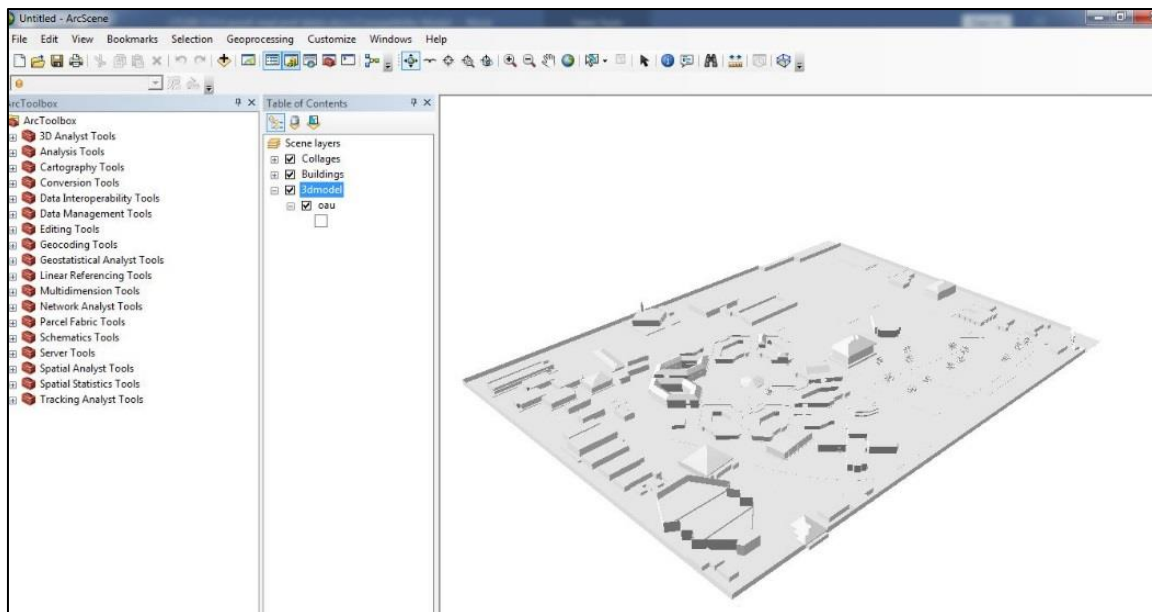 Untitled - ArcScene
File Edit View Bookmarks Selection Geoprocessing Customize Windows Help
ArcToolbox
ArcToolbox
3D Analyst Tools
Analysis Tools
Cartography Tools
Conversion Tools
Data Interoperability Tools
Data Management Tools
Editing Tools
Geocoding Tools
Geostatistical Analyst Tools
Linear Referencing Tools
Multidimension Tools
Network Analyst Tools
Parcel Fabric Tools
Schematics Tools
Server Tools
Spatial Analyst Tools
Spatial Statistics Tools
Tracking Analyst Tools
Table of Contents
Scene layers
Collages
Buildings
3dmodel
oau